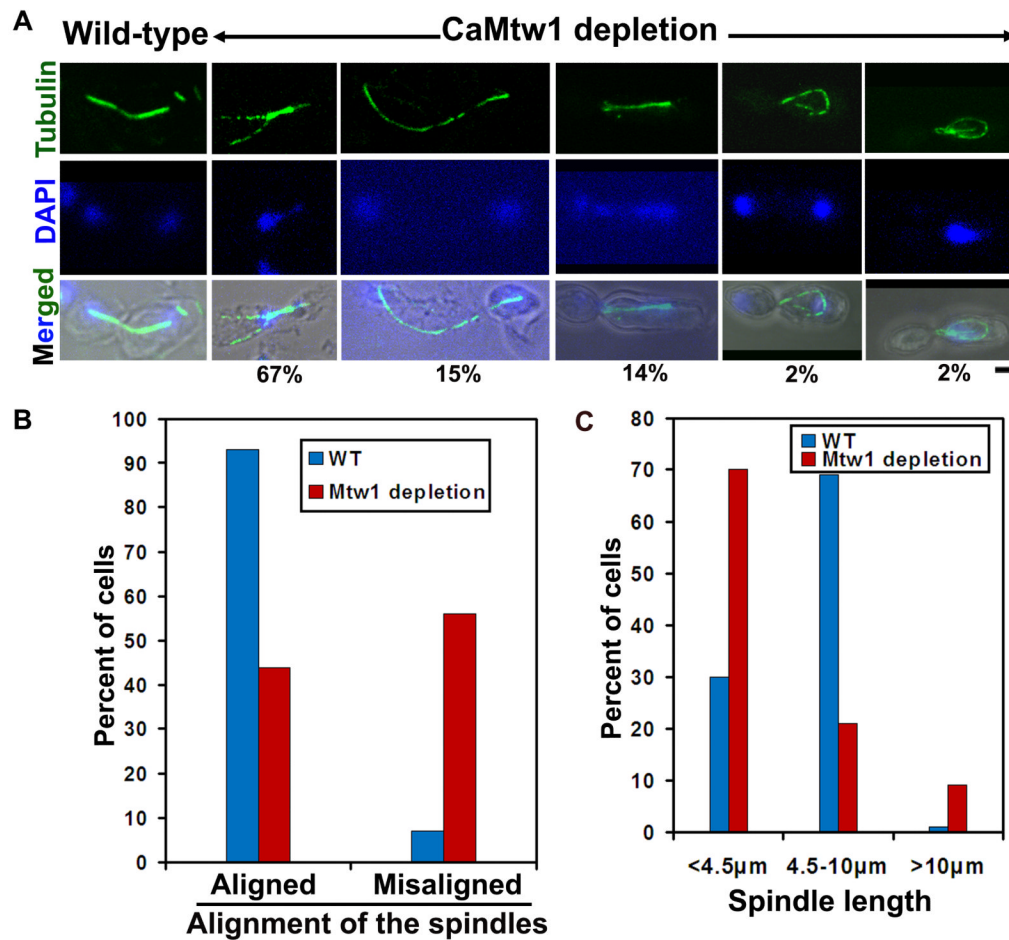 A
Wild-type
CaMtw1 depletion
Tubulin
DAPI
Merged
67%
15%
14%
2%
2%
B
Percent of cells
100
90
80
70
60
50
40
30
20
10
0
WT
Mtw1 depletion
Aligned
Misaligned
Alignment of the spindles
C
Percent of cells
80
70
60
50
40
30
20
10
0
WT
Mtw1 depletion
<4.5µm
4.5-10µm
>10µm
Spindle length